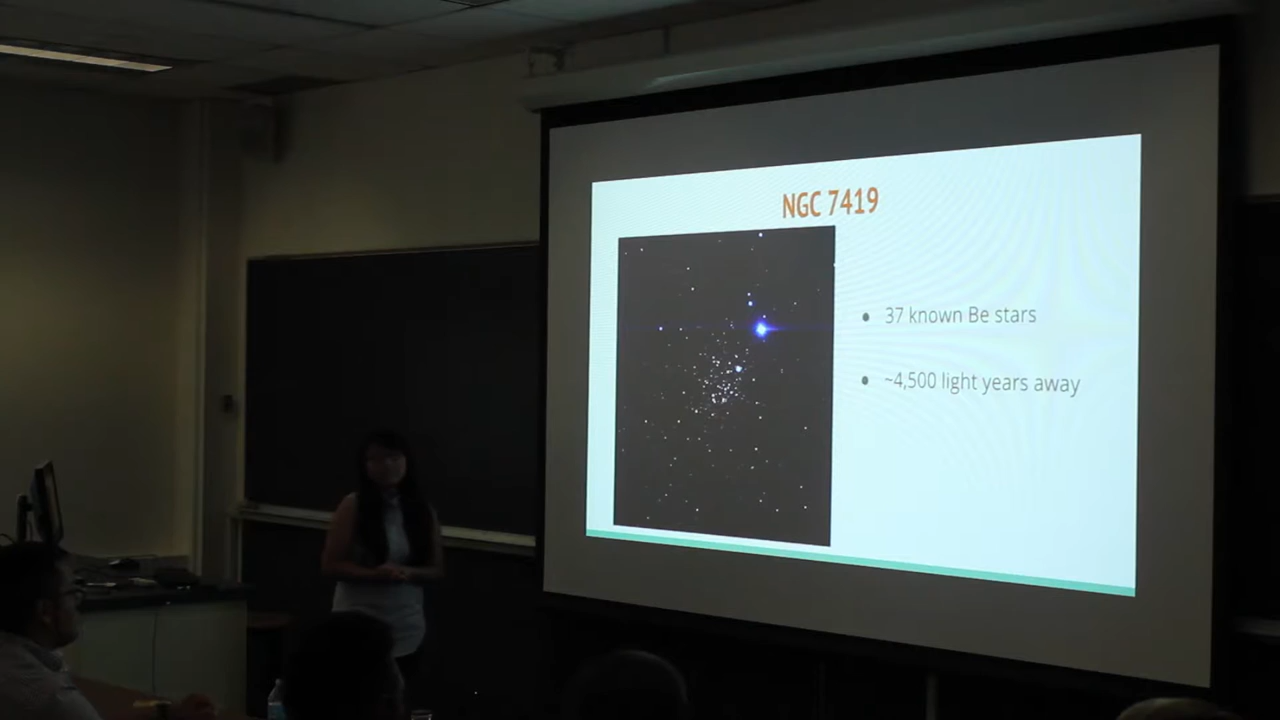 NGC 7419
• 37 known Be stars
• ~4,500 light years away